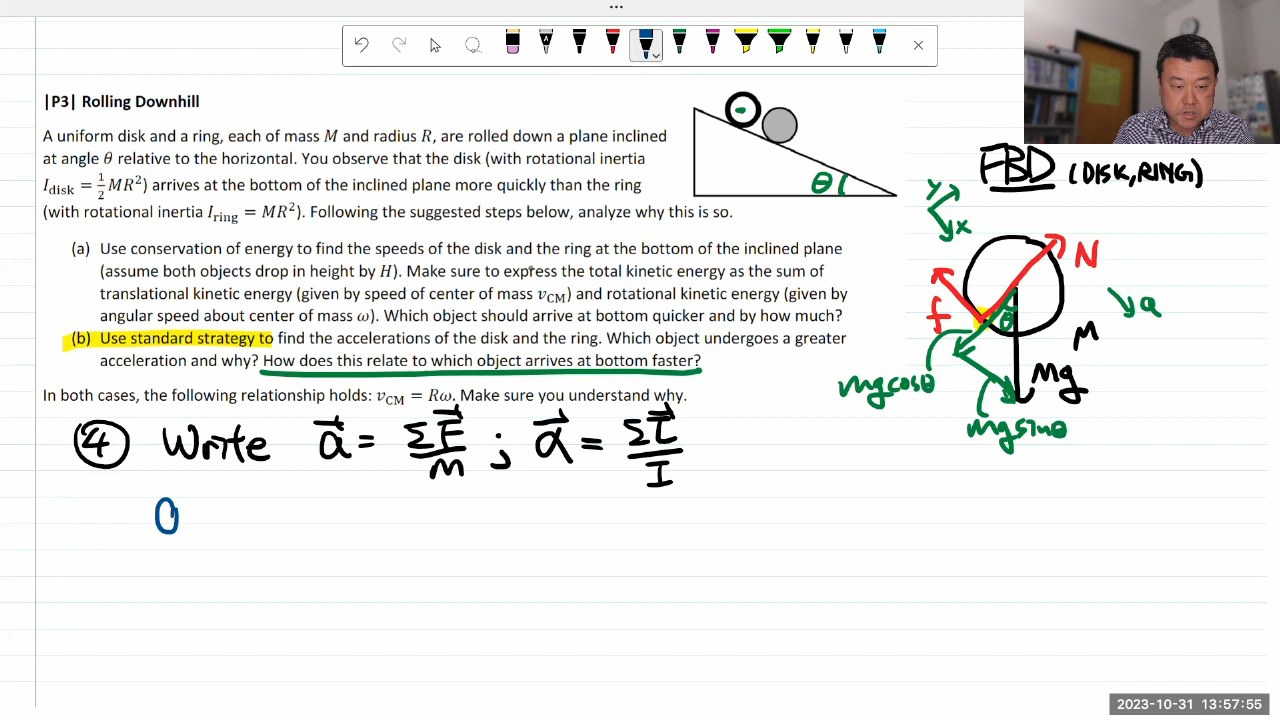 |P3| Rolling Downhill
A uniform disk and a ring, each of mass M and radius R, are rolled down a plane inclined
at angle θ relative to the horizontal. You observe that the disk (with rotational inertia
I_disk = 1/2 MR²) arrives at the bottom of the inclined plane more quickly than the ring
(with rotational inertia I_ring = MR²). Following the suggested steps below, analyze why this is so.
(a) Use conservation of energy to find the speeds of the disk and the ring at the bottom of the inclined plane
(assume both objects drop in height by H). Make sure to express the total kinetic energy as the sum of
translational kinetic energy (given by speed of center of mass v_CM) and rotational kinetic energy (given by
angular speed about center of mass ω). Which object should arrive at bottom quicker and by how much?
(b) Use standard strategy to find the accelerations of the disk and the ring. Which object undergoes a greater
acceleration and why? How does this relate to which object arrives at bottom faster?
In both cases, the following relationship holds: v_CM = Rω. Make sure you understand why.
θ
FBD (DISK, RING)
y
x
N
f
θ
a
M
Mg
mg cosθ
mg sinθ
④ Write a⃗ = ΣF⃗/M ; α⃗ = Στ⃗/I
0
2023-10-31 13:57:55